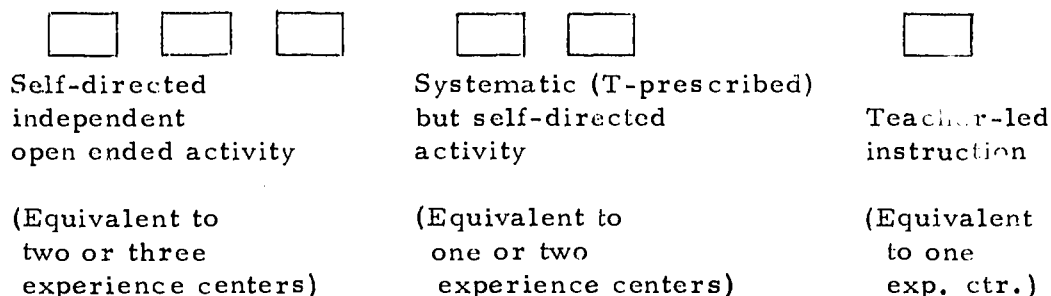 Self-directed
independent
open ended activity
(Equivalent to
two or three
experience centers)
Systematic (T-prescribed)
but self-directed
activity
(Equivalent to
one or two
experience centers)
Teacher-led
instruction
(Equivalent
to one
exp. ctr.)